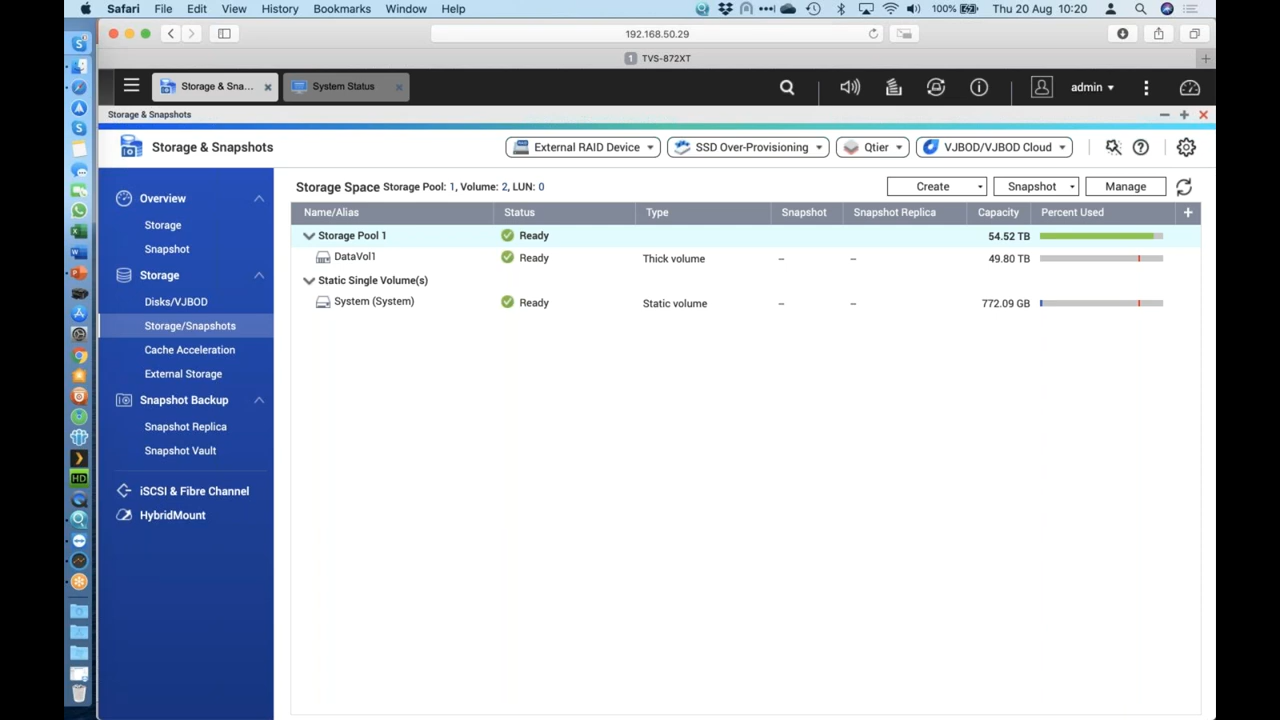 Safari File Edit View History Bookmarks Window Help 100% Thu 20 Aug 10:20
192.168.50.29
1 TVS-872XT
Storage & Sna... System Status admin
Storage & Snapshots
Storage & Snapshots External RAID Device SSD Over-Provisioning Qtier VJBOD/VJBOD Cloud
Overview
Storage
Snapshot
Storage
Disks/VJBOD
Storage/Snapshots
Cache Acceleration
External Storage
Snapshot Backup
Snapshot Replica
Snapshot Vault
iSCSI & Fibre Channel
HybridMount
Storage Space Storage Pool: 1, Volume: 2, LUN: 0 Create Snapshot Manage
Name/Alias Status Type Snapshot Snapshot Replica Capacity Percent Used
Storage Pool 1 Ready 54.52 TB
DataVol1 Ready Thick volume -- -- 49.80 TB
Static Single Volume(s)
System (System) Ready Static volume -- -- 772.09 GB
HD